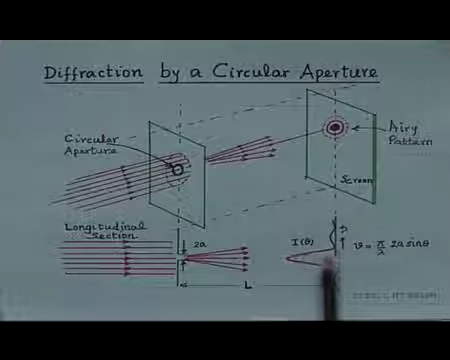 Diffraction by a Circular Aperture
Circular
Aperture
Airy
Pattern
Screen
Longitudinal
Section
2a
I(θ)
L
v = π/λ 2a sinθ